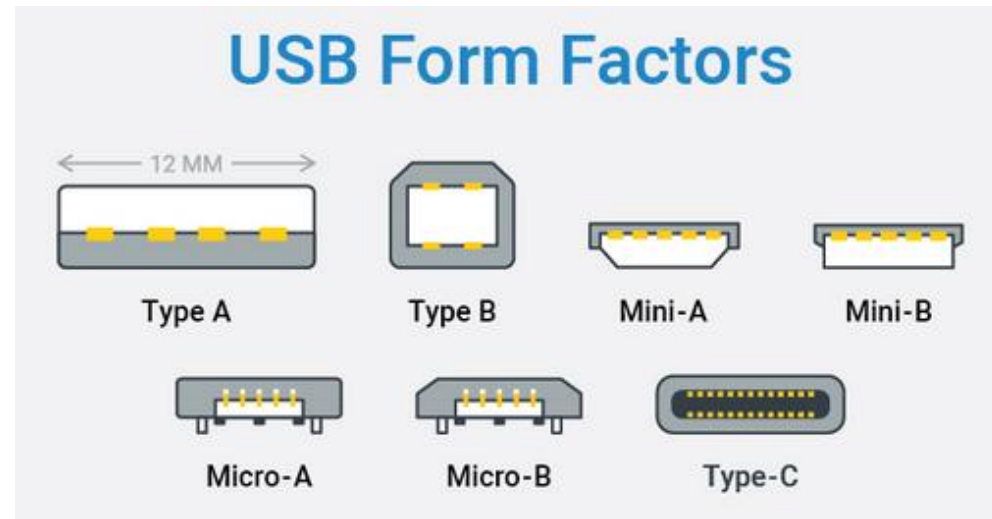 USB Form Factors
12 MM
Type A
Type B
Mini-A
Mini-B
Micro-A
Micro-B
Type-C